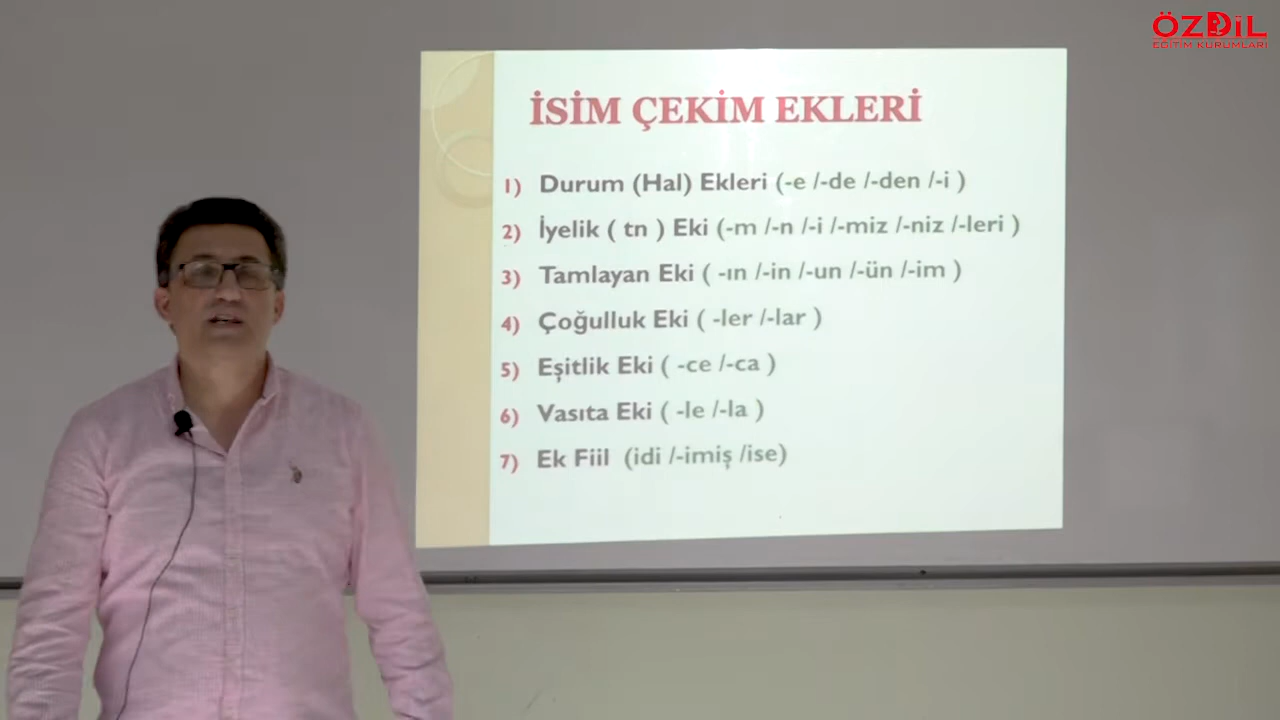 ÖZDİL
EĞİTİM KURUMLARI
İSİM ÇEKİM EKLERİ
1) Durum (Hal) Ekleri (-e /-de /-den /-i )
2) İyelik ( tn ) Eki (-m /-n /-i /-miz /-niz /-leri )
3) Tamlayan Eki ( -ın /-in /-un /-ün /-im )
4) Çoğulluk Eki ( -ler /-lar )
5) Eşitlik Eki ( -ce /-ca )
6) Vasıta Eki ( -le /-la )
7) Ek Fiil (idi /-imiş /ise)